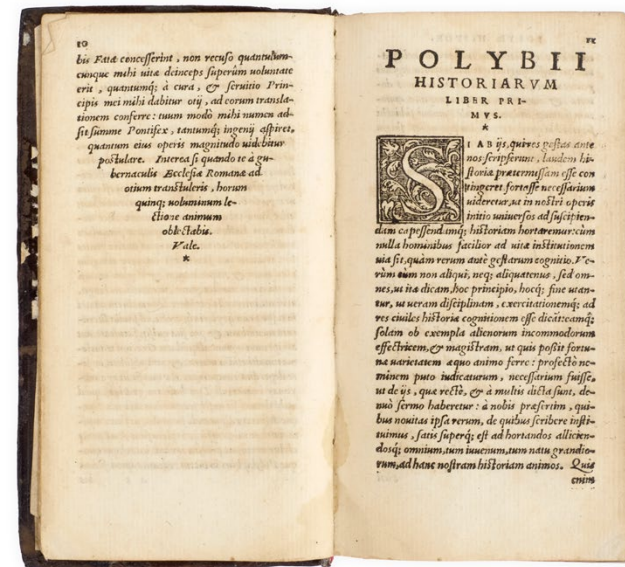 10
bis Fata concesserint, non recuso quantulum-
cunque mihi uitæ deinceps superûm uoluntate
erit, quantumq; à cura, & seruitio Prin-
cipis mei mihi dabitur otij, ad eorum transla-
tionem conferre: tuum modò mihi numen ad-
sit summe Pontifex, tantumq; ingenij aspiret,
quantum eius operis magnitudo uidebitur
postulare. Interea si quando te à gu-
bernaculis Ecclesiæ Romanæ ad
otium transtuleris, horum
quinq; uoluminum le-
ctione animum
oblectabis.
Vale.
*
11
POLYBII
HISTORIARVM
LIBER PRI-
MVS.
*
SI AB ijs, qui res gestas ante
nos scripserunt, laudem hi-
storiæ prætermissam esse con
tingeret, fortasse necessarium
uideretur, ut in nostri operis
initio uniuersos ad suscipien-
dam capessendamq; historiam hortaremur: cùm
nulla hominibus facilior ad uitæ institutionem
uia sit, quàm rerum antè gestarum cognitio. Ve-
rùm cùm non aliqui, neq; aliquatenus, sed om-
nes, ut ita dicam, hoc principio, hocq; fine utan-
tur, ut ueram disciplinam, exercitationemq; ad
res ciuiles historiæ cognitionem esse dicāt: eamq;
solam ob exempla alienorum incommodorum
effectricem, & magistram, ut quis possit fortu-
næ uarietatem æquo animo ferre: profectò ne-
minem puto iudicaturum, necessarium fuisse,
ut de ijs, quæ rectè, & à multis dicta sunt, de-
nuò sermo haberetur: à nobis præsertim, qui-
bus nouitas ipsa rerum, de quibus scribere insti-
tuimus, satis superq; est ad hortandos allicien-
dosq; omnium, tum iuuenum, tum natu grandio-
rum, ad hanc nostram historiam animos. Quis
enim